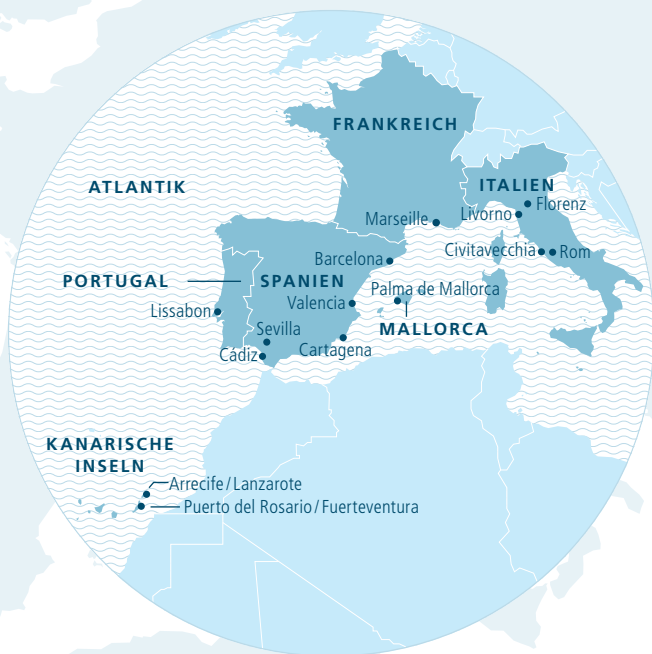 FRANKREICH
ATLANTIK
ITALIEN
Florenz
Livorno
Marseille
Civitavecchia
Rom
Barcelona
PORTUGAL
SPANIEN
Palma de Mallorca
Valencia
Lissabon
MALLORCA
Sevilla
Cartagena
Cádiz
KANARISCHE
INSELN
Arrecife/Lanzarote
Puerto del Rosario/Fuerteventura